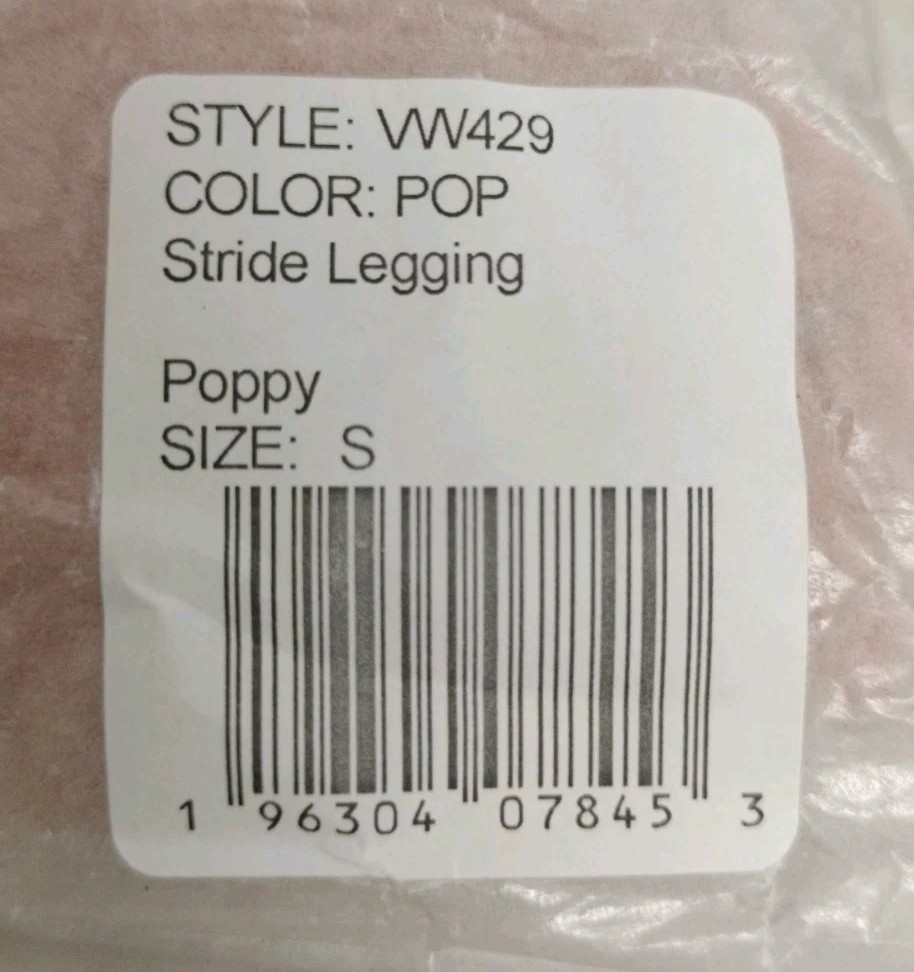 STYLE: VW429
COLOR: POP
Stride Legging
Poppy
SIZE: S
1 96304 07845 3